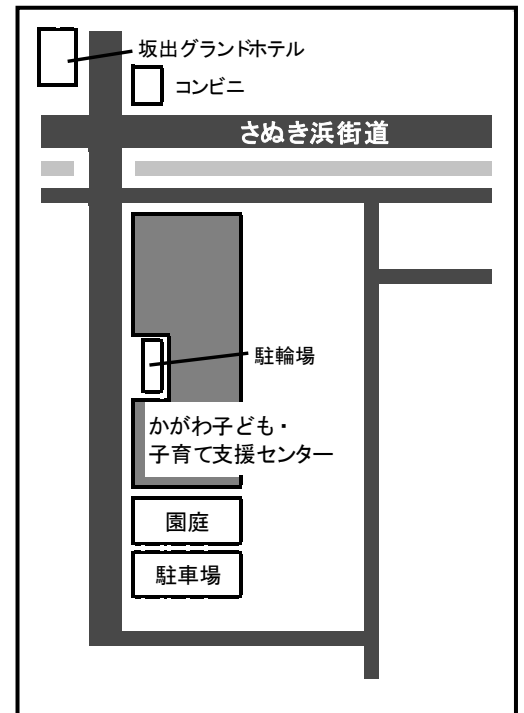 坂出グランドホテル
コンビニ
さぬき浜街道
駐輪場
かがわ子ども・
子育て支援センター
園庭
駐車場